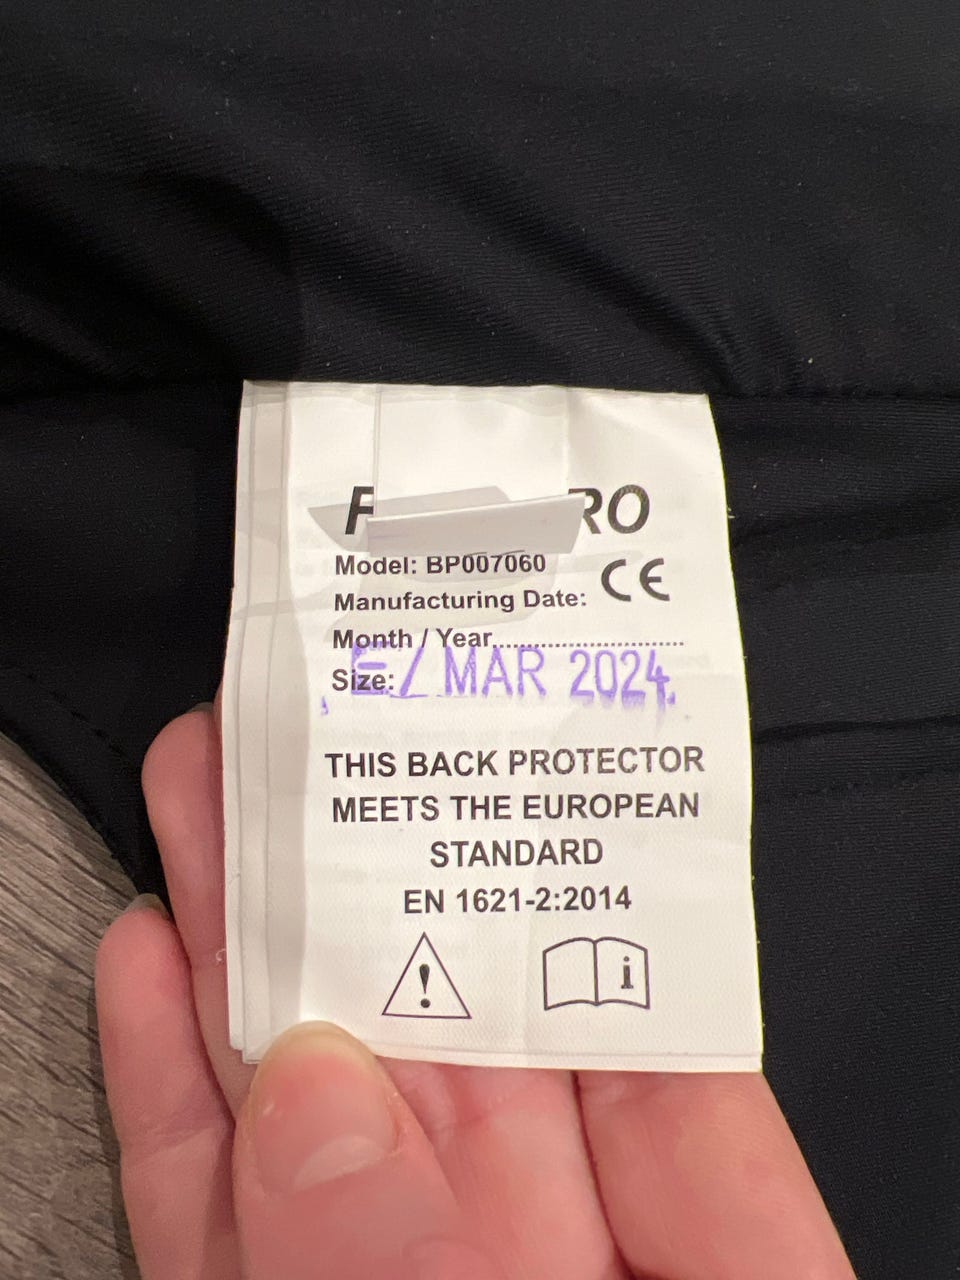 Model: BP007060
CE
Manufacturing Date:
Month / Year..............................
Size:
E/ MAR 2024
THIS BACK PROTECTOR
MEETS THE EUROPEAN
STANDARD
EN 1621-2:2014
!
i